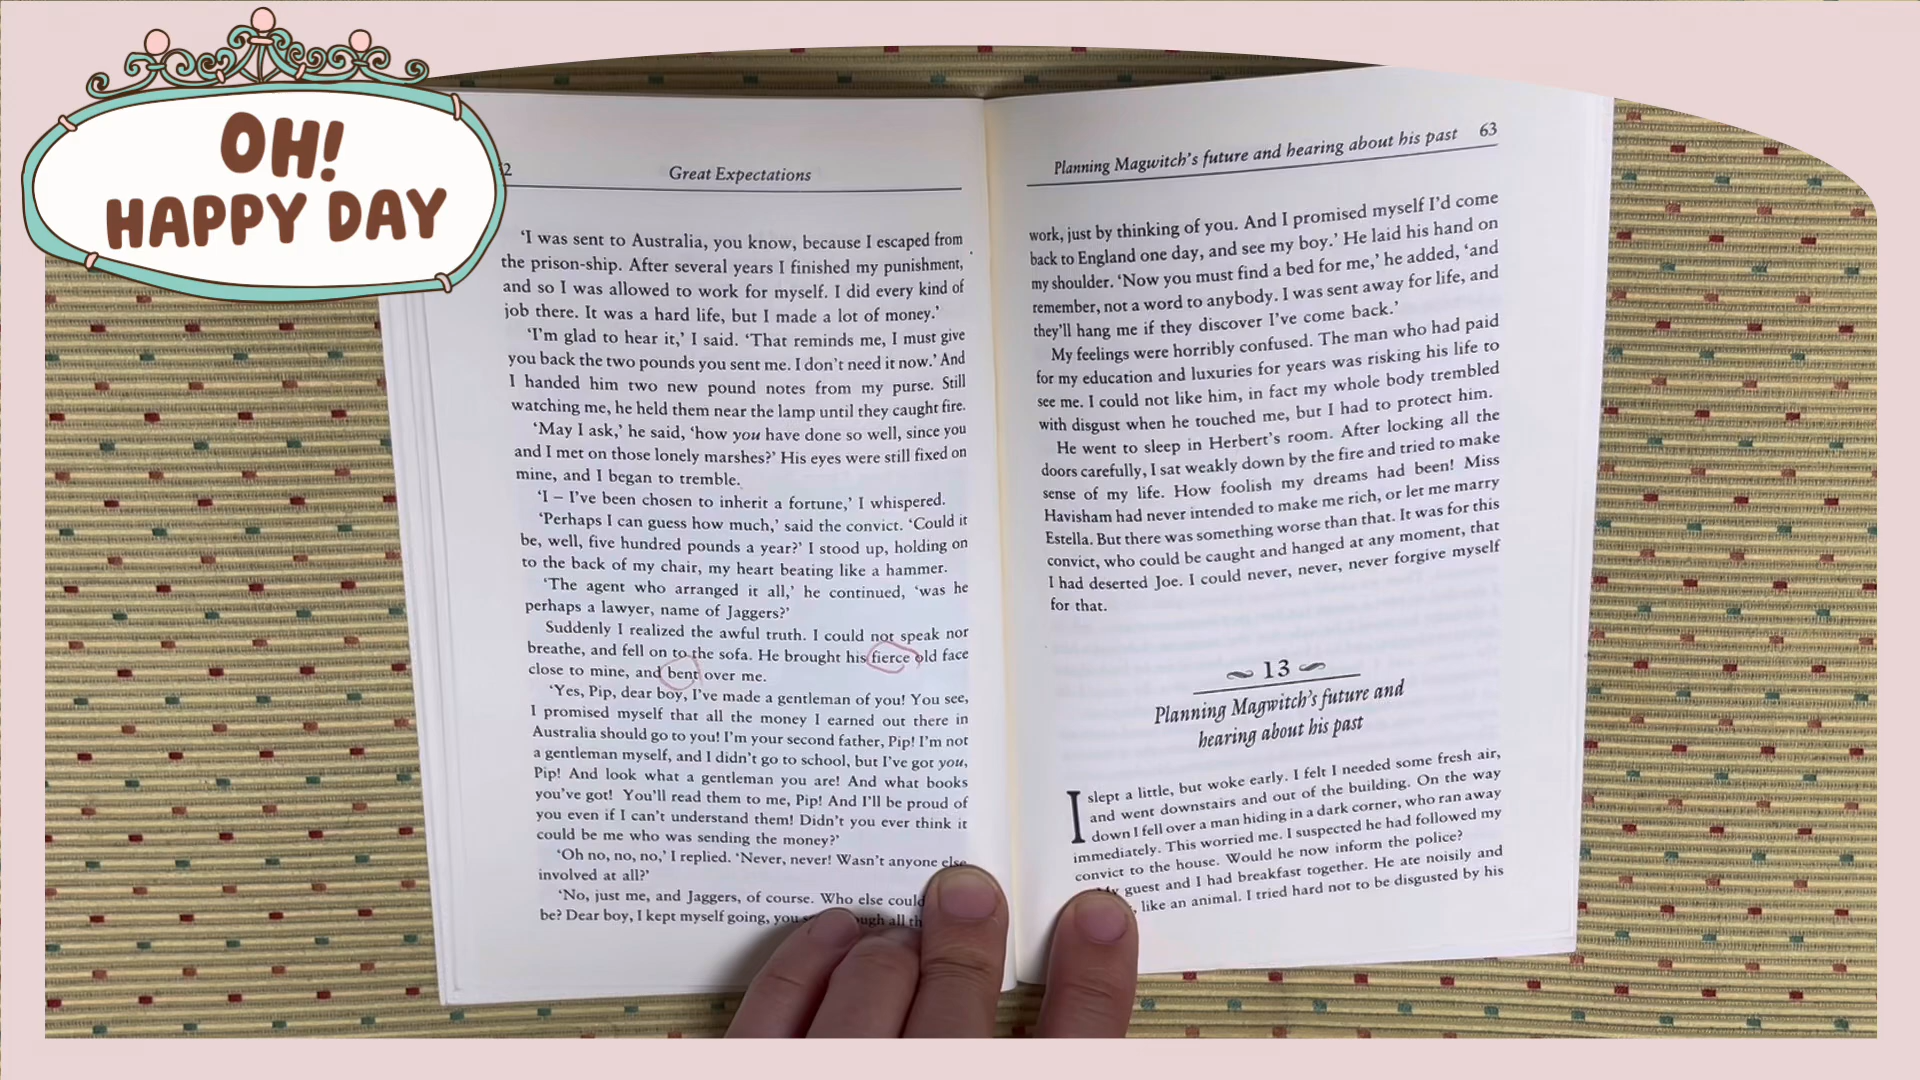 OH!
HAPPY DAY
2
Great Expectations
‘I was sent to Australia, you know, because I escaped from
the prison-ship. After several years I finished my punishment,
and so I was allowed to work for myself. I did every kind of
job there. It was a hard life, but I made a lot of money.’
‘I’m glad to hear it,’ I said. ‘That reminds me, I must give
you back the two pounds you sent me. I don’t need it now.’ And
I handed him two new pound notes from my purse. Still
watching me, he held them near the lamp until they caught fire.
‘May I ask,’ he said, ‘how you have done so well, since you
and I met on those lonely marshes?’ His eyes were still fixed on
mine, and I began to tremble.
‘I – I’ve been chosen to inherit a fortune,’ I whispered.
‘Perhaps I can guess how much,’ said the convict. ‘Could it
be, well, five hundred pounds a year?’ I stood up, holding on
to the back of my chair, my heart beating like a hammer.
‘The agent who arranged it all,’ he continued, ‘was he
perhaps a lawyer, name of Jaggers?’
Suddenly I realized the awful truth. I could not speak nor
breathe, and fell on to the sofa. He brought his fierce old face
close to mine, and bent over me.
‘Yes, Pip, dear boy, I’ve made a gentleman of you! You see,
I promised myself that all the money I earned out there in
Australia should go to you! I’m your second father, Pip! I’m not
a gentleman myself, and I didn’t go to school, but I’ve got you,
Pip! And look what a gentleman you are! And what books
you’ve got! You’ll read them to me, Pip! And I’ll be proud of
you even if I can’t understand them! Didn’t you ever think it
could be me who was sending the money?’
‘Oh no, no, no,’ I replied. ‘Never, never! Wasn’t anyone else
involved at all?’
‘No, just me, and Jaggers, of course. Who else could
be? Dear boy, I kept myself going, you all
Planning Magwitch’s future and hearing about his past 63
work, just by thinking of you. And I promised myself I’d come
back to England one day, and see my boy.’ He laid his hand on
my shoulder. ‘Now you must find a bed for me,’ he added, ‘and
remember, not a word to anybody. I was sent away for life, and
they’ll hang me if they discover I’ve come back.’
My feelings were horribly confused. The man who had paid
for my education and luxuries for years was risking his life to
see me. I could not like him, in fact my whole body trembled
with disgust when he touched me, but I had to protect him.
He went to sleep in Herbert’s room. After locking all the
doors carefully, I sat weakly down by the fire and tried to make
sense of my life. How foolish my dreams had been! Miss
Havisham had never intended to make me rich, or let me marry
Estella. But there was something worse than that. It was for this
convict, who could be caught and hanged at any moment, that
I had deserted Joe. I could never, never, never forgive myself
for that.
13
Planning Magwitch’s future and
hearing about his past
I slept a little, but woke early. I felt I needed some fresh air,
and went downstairs and out of the building. On the way
down I fell over a man hiding in a dark corner, who ran away
immediately. This worried me. I suspected he had followed my
convict to the house. Would he now inform the police?
My guest and I had breakfast together. He ate noisily and
, like an animal. I tried hard not to be disgusted by his